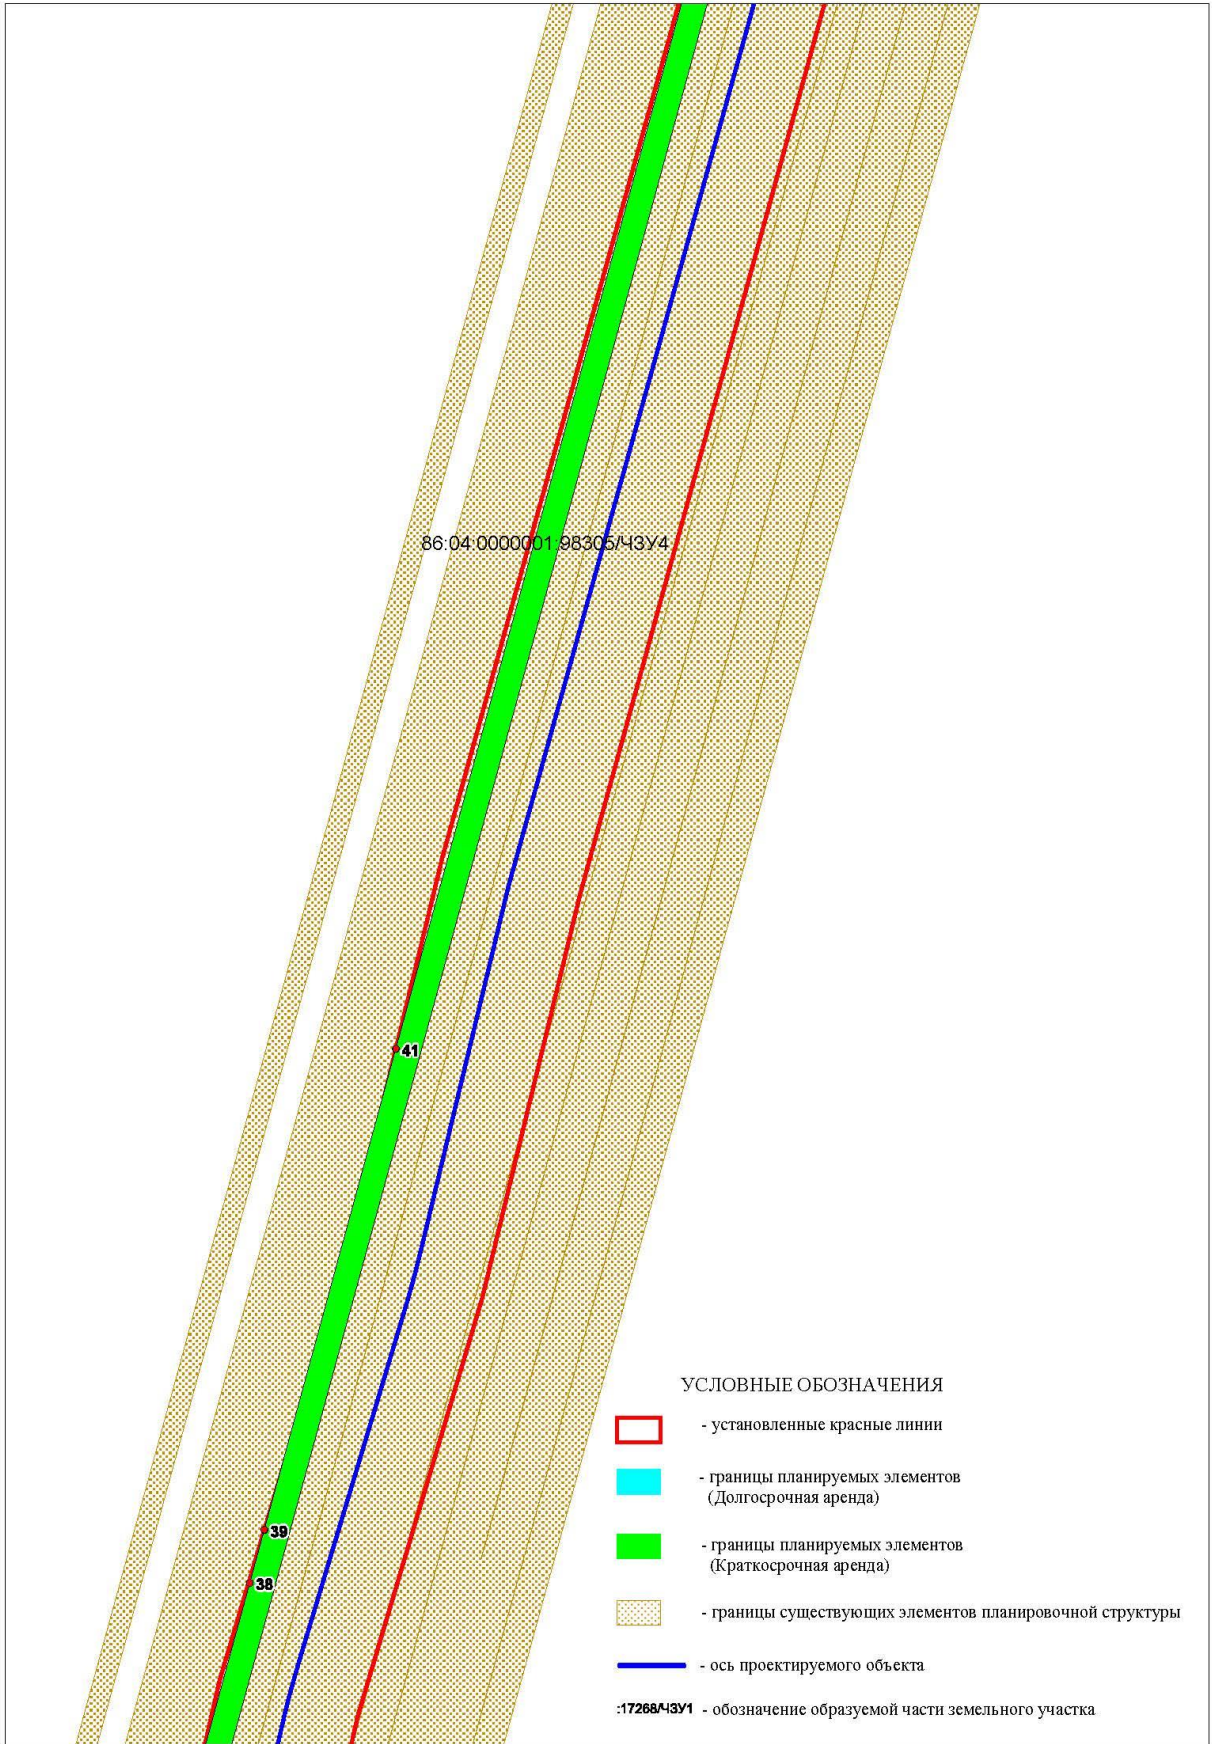 86:04:0000001:98305/ЧЗУ4
41
39
38
УСЛОВНЫЕ ОБОЗНАЧЕНИЯ
- установленные красные линии
- границы планируемых элементов
(Долгосрочная аренда)
- границы планируемых элементов
(Краткосрочная аренда)
- границы существующих элементов планировочной структуры
- ось проектируемого объекта
:17268/ЧЗУ1 - обозначение образуемой части земельного участка